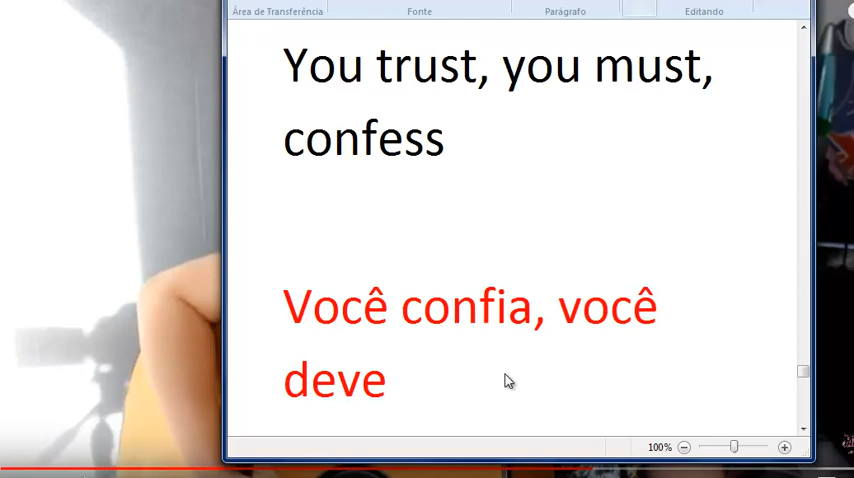 Área de Transferência Fonte Parágrafo Editando
You trust, you must,
confess
Você confia, você
deve
100%